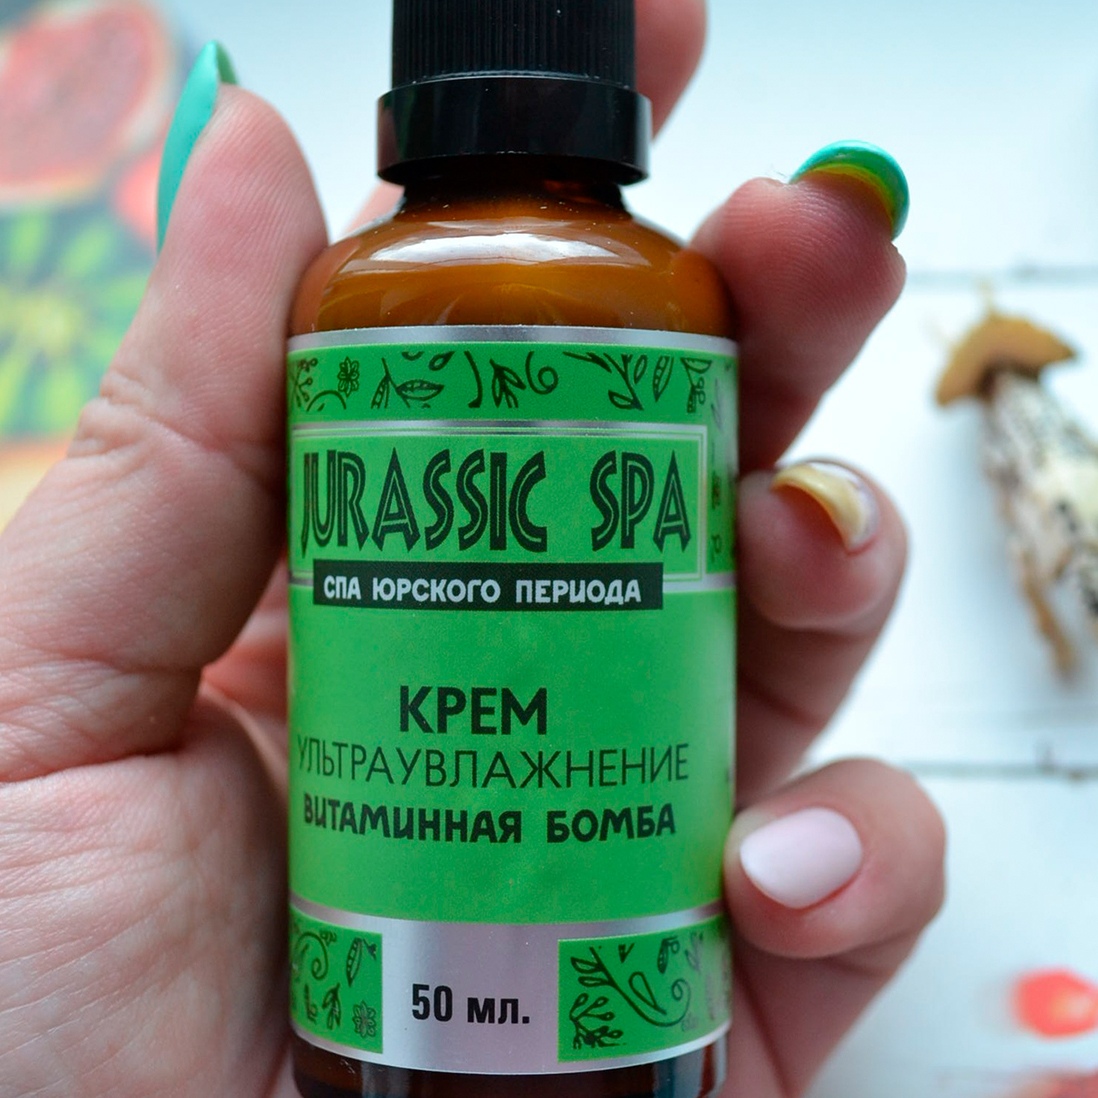 JURASSIC SPA
СПА ЮРСКОГО ПЕРИОДА
КРЕМ
УЛЬТРАУВЛАЖНЕНИЕ
ВИТАМИННАЯ БОМБА
50 мл.